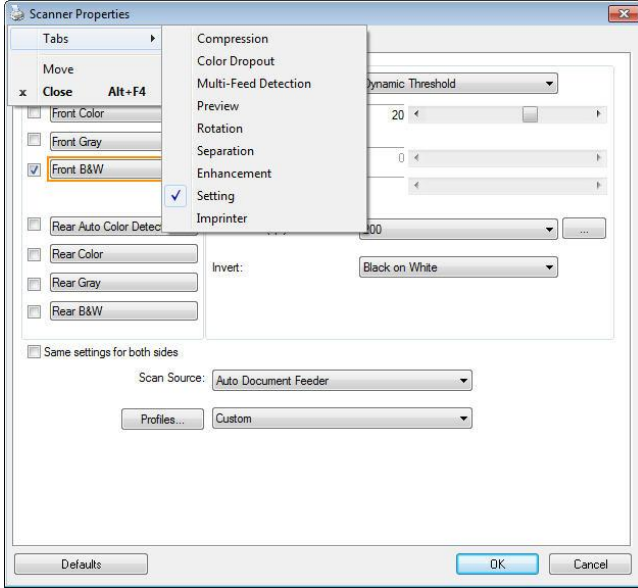 Scanner Properties
Tabs
Move
x Close Alt+F4
Compression
Color Dropout
Multi-Feed Detection
Preview
Rotation
Separation
Enhancement
Setting
Imprinter
Dynamic Threshold
Front Color
20
Front Gray
0
Front B&W
Rear Auto Color Detec
200
...
Rear Color
Invert: Black on White
Rear Gray
Rear B&W
Same settings for both sides
Scan Source: Auto Document Feeder
Profiles... Custom
Defaults OK Cancel